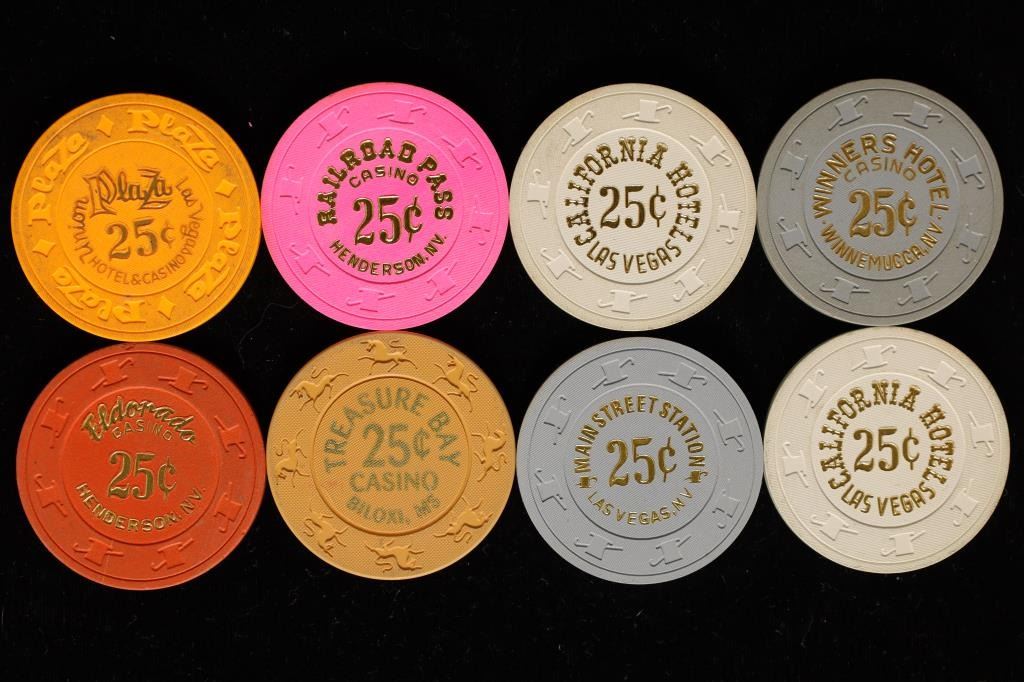 Plaza Plaza Plaza Plaza Plaza Plaza
Union Plaza Las Vegas
25¢
HOTEL & CASINO
RAILROAD PASS
CASINO
25¢
HENDERSON, NV.
CALIFORNIA HOTEL
25¢
LAS VEGAS
WINNERS HOTEL
CASINO
25¢
WINNEMUCCA, NV.
Eldorado
CASINO
25¢
HENDERSON, NV.
TREASURE BAY
25¢
CASINO
BILOXI, MS
MAIN STREET STATION
25¢
LAS VEGAS, NV
CALIFORNIA HOTEL
25¢
LAS VEGAS